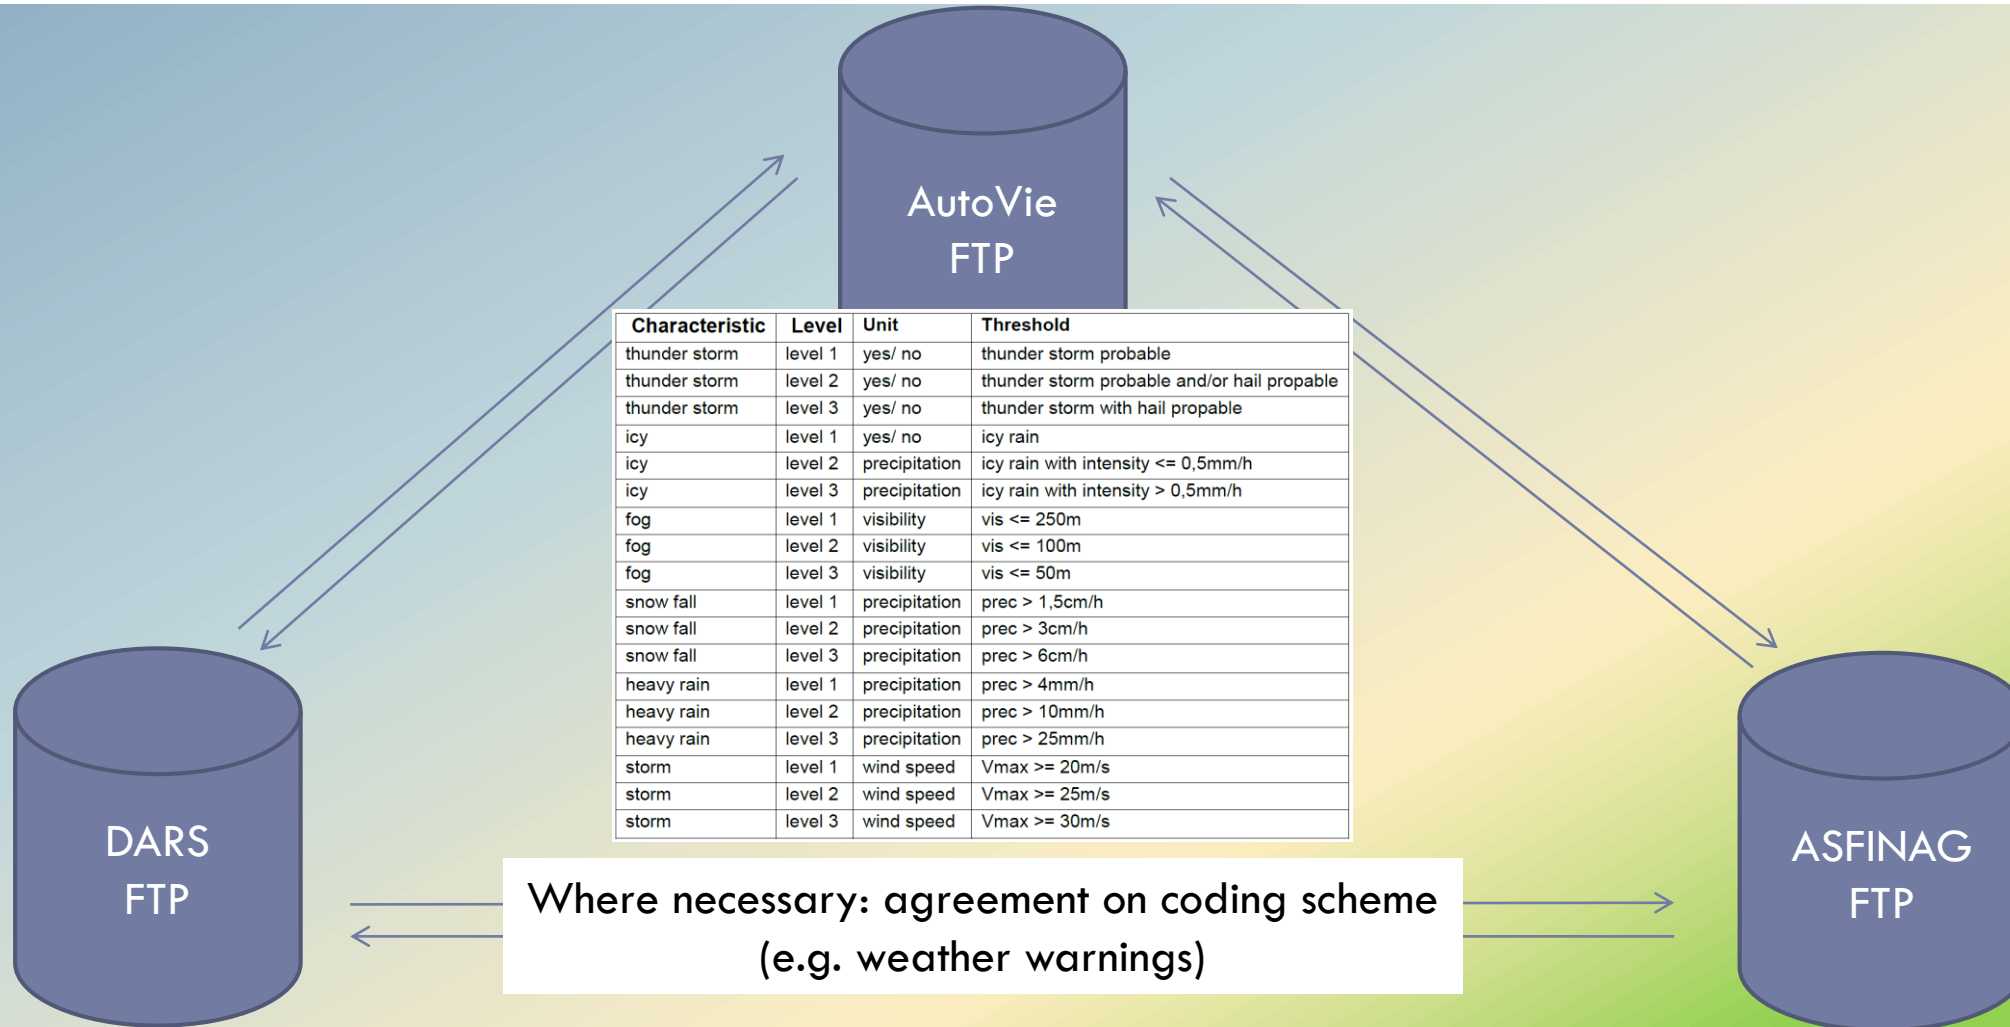 AutoVie
FTP
Characteristic Level Unit Threshold
thunder storm level 1 yes/ no thunder storm probable
thunder storm level 2 yes/ no thunder storm probable and/or hail propable
thunder storm level 3 yes/ no thunder storm with hail propable
icy level 1 yes/ no icy rain
icy level 2 precipitation icy rain with intensity <= 0,5mm/h
icy level 3 precipitation icy rain with intensity > 0,5mm/h
fog level 1 visibility vis <= 250m
fog level 2 visibility vis <= 100m
fog level 3 visibility vis <= 50m
snow fall level 1 precipitation prec > 1,5cm/h
snow fall level 2 precipitation prec > 3cm/h
snow fall level 3 precipitation prec > 6cm/h
heavy rain level 1 precipitation prec > 4mm/h
heavy rain level 2 precipitation prec > 10mm/h
heavy rain level 3 precipitation prec > 25mm/h
storm level 1 wind speed Vmax >= 20m/s
storm level 2 wind speed Vmax >= 25m/s
storm level 3 wind speed Vmax >= 30m/s
DARS
FTP
ASFINAG
FTP
Where necessary: agreement on coding scheme
(e.g. weather warnings)